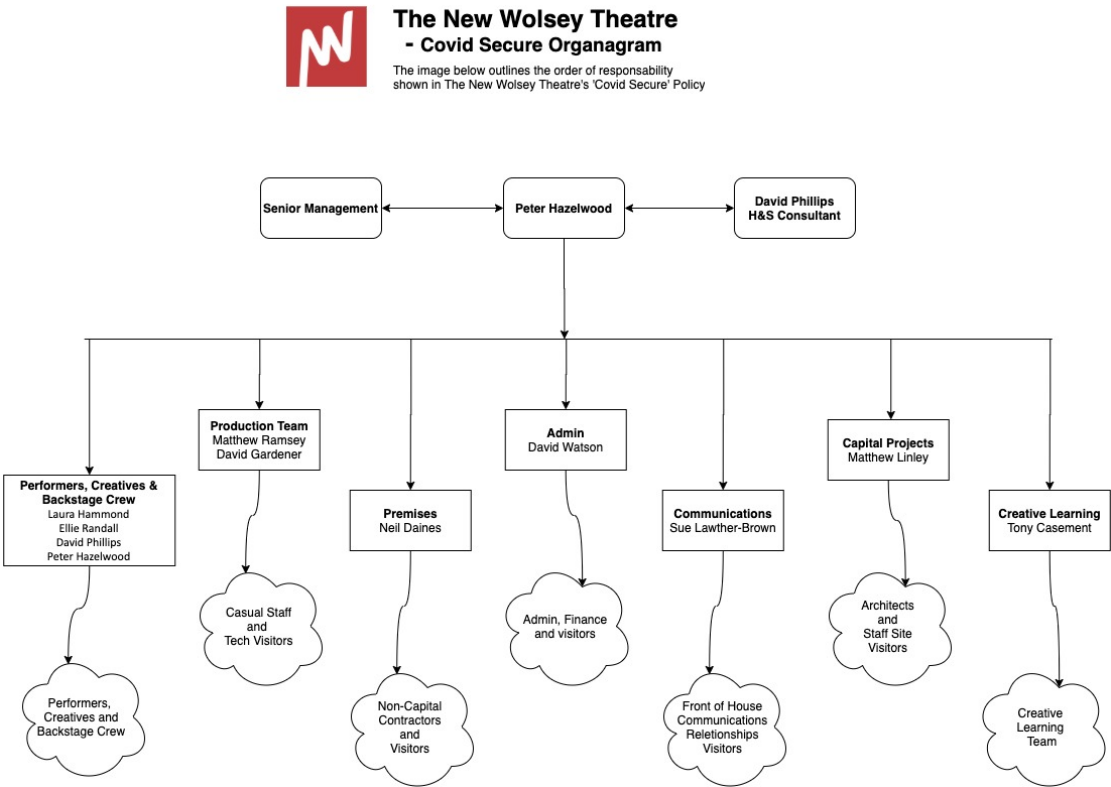 The New Wolsey Theatre
- Covid Secure Organagram
The image below outlines the order of responsability
shown in The New Wolsey Theatre's 'Covid Secure' Policy
Senior Management
Peter Hazelwood
David Phillips
H&S Consultant
Performers, Creatives &
Backstage Crew
Laura Hammond
Ellie Randall
David Phillips
Peter Hazelwood
Production Team
Matthew Ramsey
David Gardener
Premises
Neil Daines
Admin
David Watson
Communications
Sue Lawther-Brown
Capital Projects
Matthew Linley
Creative Learning
Tony Casement
Performers,
Creatives and
Backstage Crew
Casual Staff
and
Tech Visitors
Non-Capital
Contractors
and
Visitors
Admin, Finance
and visitors
Front of House
Communications
Reletionships
Visitors
Architects
and
Staff Site
Visitors
Creative
Learning
Team